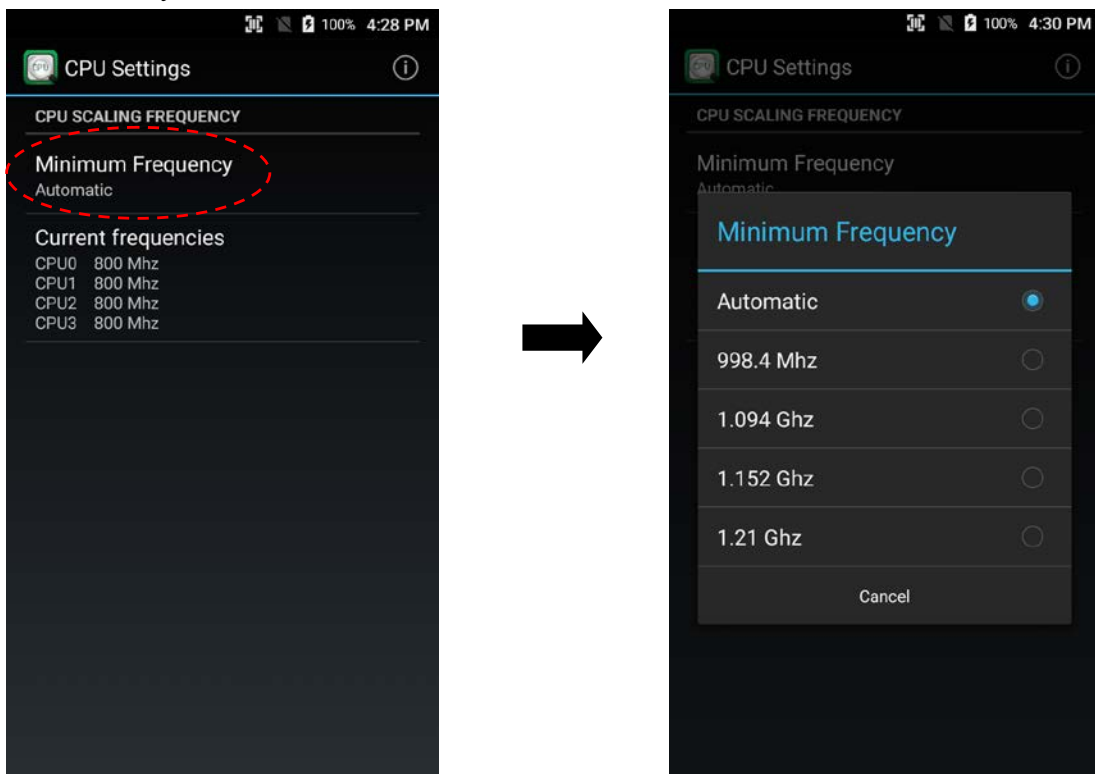 100% 4:28 PM
CPU Settings
CPU SCALING FREQUENCY
Minimum Frequency
Automatic
Current frequencies
CPU0 800 Mhz
CPU1 800 Mhz
CPU2 800 Mhz
CPU3 800 Mhz
100% 4:30 PM
CPU Settings
CPU SCALING FREQUENCY
Minimum Frequency
Automatic
Minimum Frequency
Automatic
998.4 Mhz
1.094 Ghz
1.152 Ghz
1.21 Ghz
Cancel